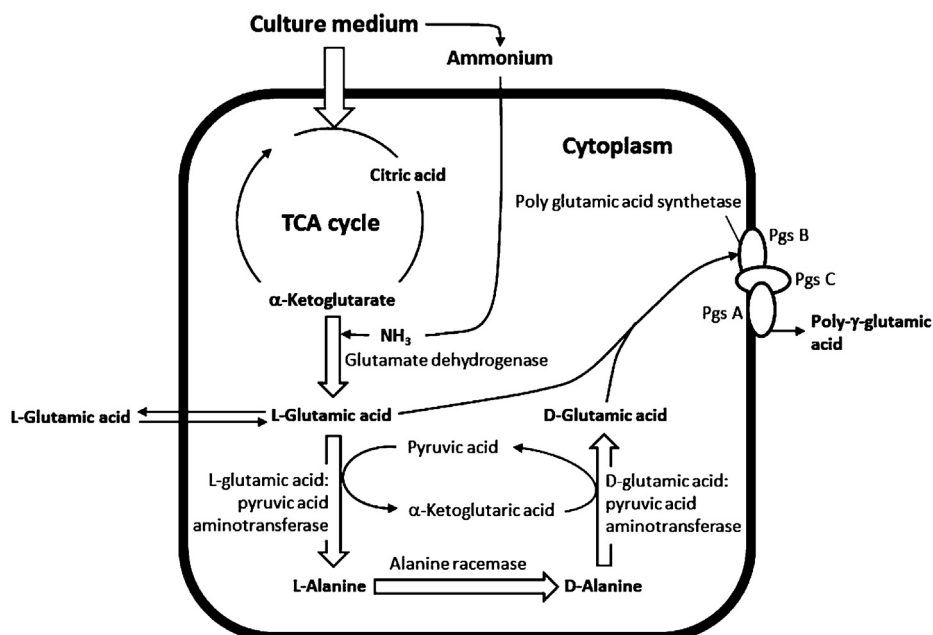 Culture medium
Ammonium
Cytoplasm
Citric acid
Poly glutamic acid synthetase
TCA cycle
Pgs B
Pgs C
α-Ketoglutarate
Pgs A
Poly-γ-glutamic
acid
NH₃
Glutamate dehydrogenase
L-Glutamic acid
L-Glutamic acid
D-Glutamic acid
Pyruvic acid
L-glutamic acid:
pyruvic acid
aminotransferase
α-Ketoglutaric acid
D-glutamic acid:
pyruvic acid
aminotransferase
Alanine racemase
L-Alanine
D-Alanine